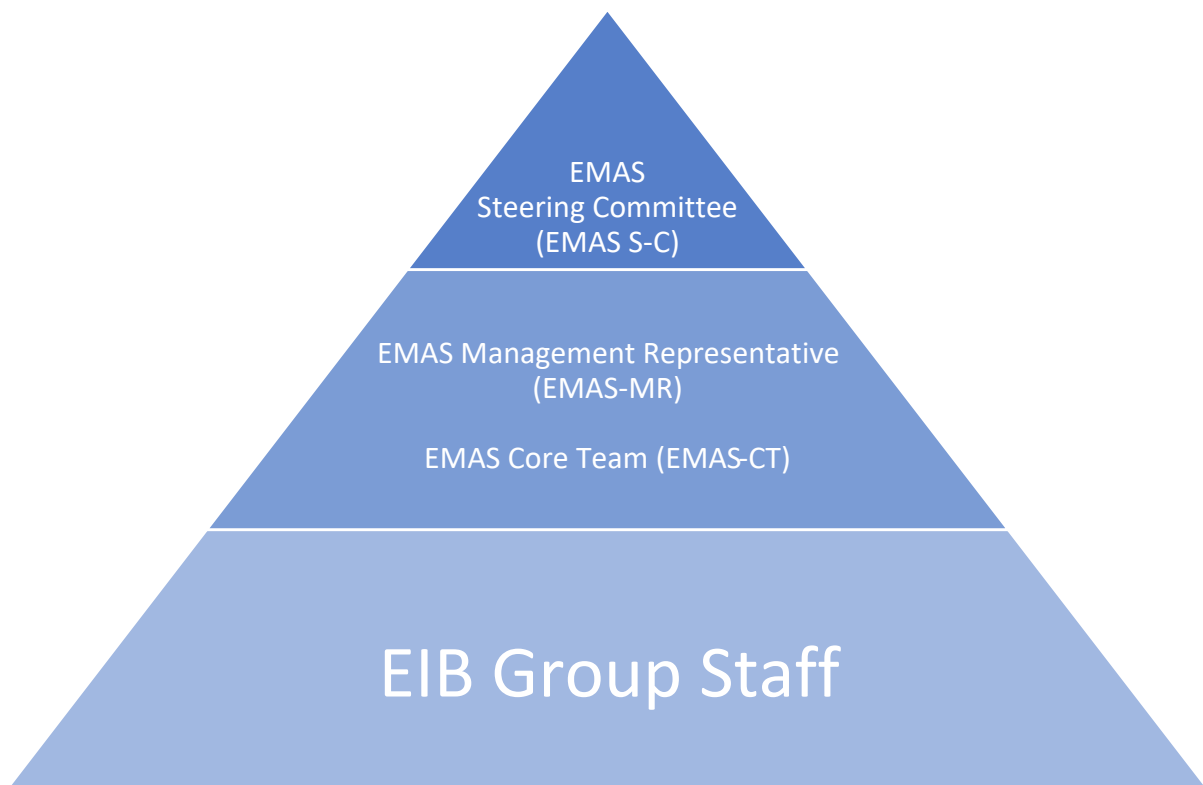 EMAS
Steering Committee
(EMAS S-C)
EMAS Management Representative
(EMAS-MR)
EMAS Core Team (EMAS-CT)
EIB Group Staff